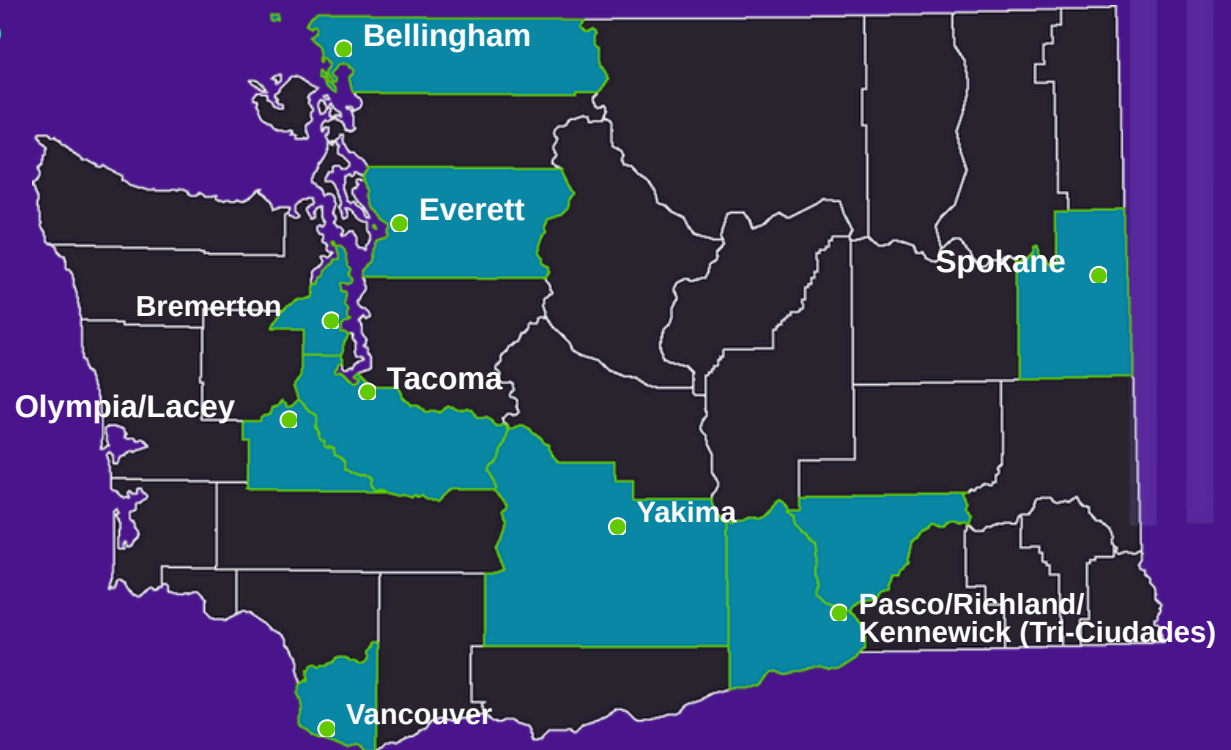 Bellingham
Everett
Spokane
Bremerton
Tacoma
Olympia/Lacey
Yakima
Pasco/Richland/
Kennewick (Tri-Ciudades)
Vancouver